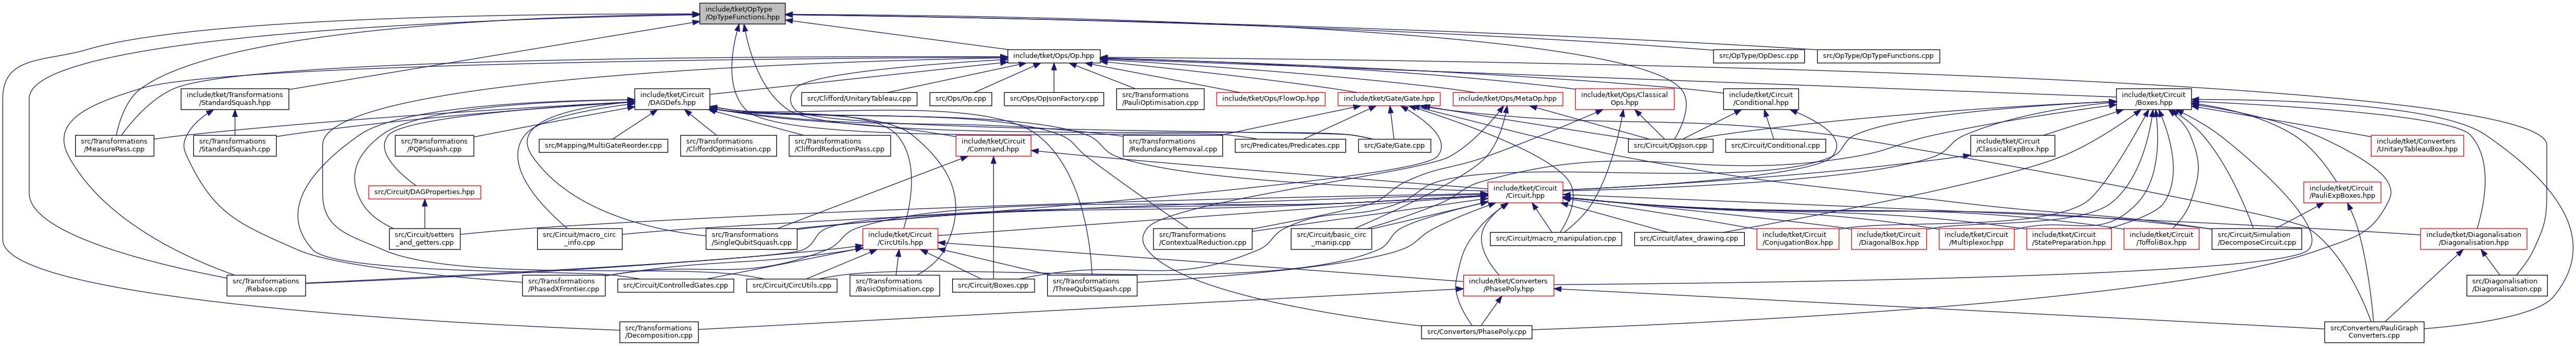 include/tket/OpType
/OpTypeFunctions.hpp
include/tket/Ops/Op.hpp
src/OpType/OpDesc.cpp
src/OpType/OpTypeFunctions.cpp
include/tket/Transformations
/StandardSquash.hpp
include/tket/Circuit
/DAGDefs.hpp
src/Clifford/UnitaryTableau.cpp
src/Ops/Op.cpp
src/Ops/OpJsonFactory.cpp
src/Transformations
/PauliOptimisation.cpp
include/tket/Ops/FlowOp.hpp
include/tket/Gate/Gate.hpp
include/tket/Ops/MetaOp.hpp
include/tket/Ops/Classical
Ops.hpp
include/tket/Circuit
/Conditional.hpp
include/tket/Circuit
/Boxes.hpp
src/Transformations
/MeasurePass.cpp
src/Transformations
/StandardSquash.cpp
src/Transformations
/PQPSquash.cpp
src/Mapping/MultiGateReorder.cpp
src/Transformations
/CliffordOptimisation.cpp
src/Transformations
/CliffordReductionPass.cpp
include/tket/Circuit
/Command.hpp
src/Transformations
/RedundancyRemoval.cpp
src/Predicates/Predicates.cpp
src/Gate/Gate.cpp
src/Circuit/OpJson.cpp
src/Circuit/Conditional.cpp
include/tket/Circuit
/ClassicalExpBox.hpp
include/tket/Converters
/UnitaryTableauBox.hpp
src/Circuit/DAGProperties.hpp
include/tket/Circuit
/Circuit.hpp
include/tket/Circuit
/PauliExpBoxes.hpp
src/Circuit/setters
_and_getters.cpp
src/Circuit/macro_circ
_info.cpp
src/Transformations
/SingleQubitSquash.cpp
include/tket/Circuit
/CircUtils.hpp
src/Transformations
/ContextualReduction.cpp
src/Circuit/basic_circ
_manip.cpp
src/Circuit/macro_manipulation.cpp
src/Circuit/latex_drawing.cpp
include/tket/Circuit
/ConjugationBox.hpp
include/tket/Circuit
/DiagonalBox.hpp
include/tket/Circuit
/Multiplexor.hpp
include/tket/Circuit
/StatePreparation.hpp
include/tket/Circuit
/ToffoliBox.hpp
src/Circuit/Simulation
/DecomposeCircuit.cpp
include/tket/Diagonalisation
/Diagonalisation.hpp
src/Transformations
/Rebase.cpp
src/Transformations
/PhasedXFrontier.cpp
src/Circuit/ControlledGates.cpp
src/Circuit/CircUtils.cpp
src/Transformations
/BasicOptimisation.cpp
src/Circuit/Boxes.cpp
src/Transformations
/ThreeQubitSquash.cpp
include/tket/Converters
/PhasePoly.hpp
src/Diagonalisation
/Diagonalisation.cpp
src/Transformations
/Decomposition.cpp
src/Converters/PhasePoly.cpp
src/Converters/PauliGraph
Converters.cpp